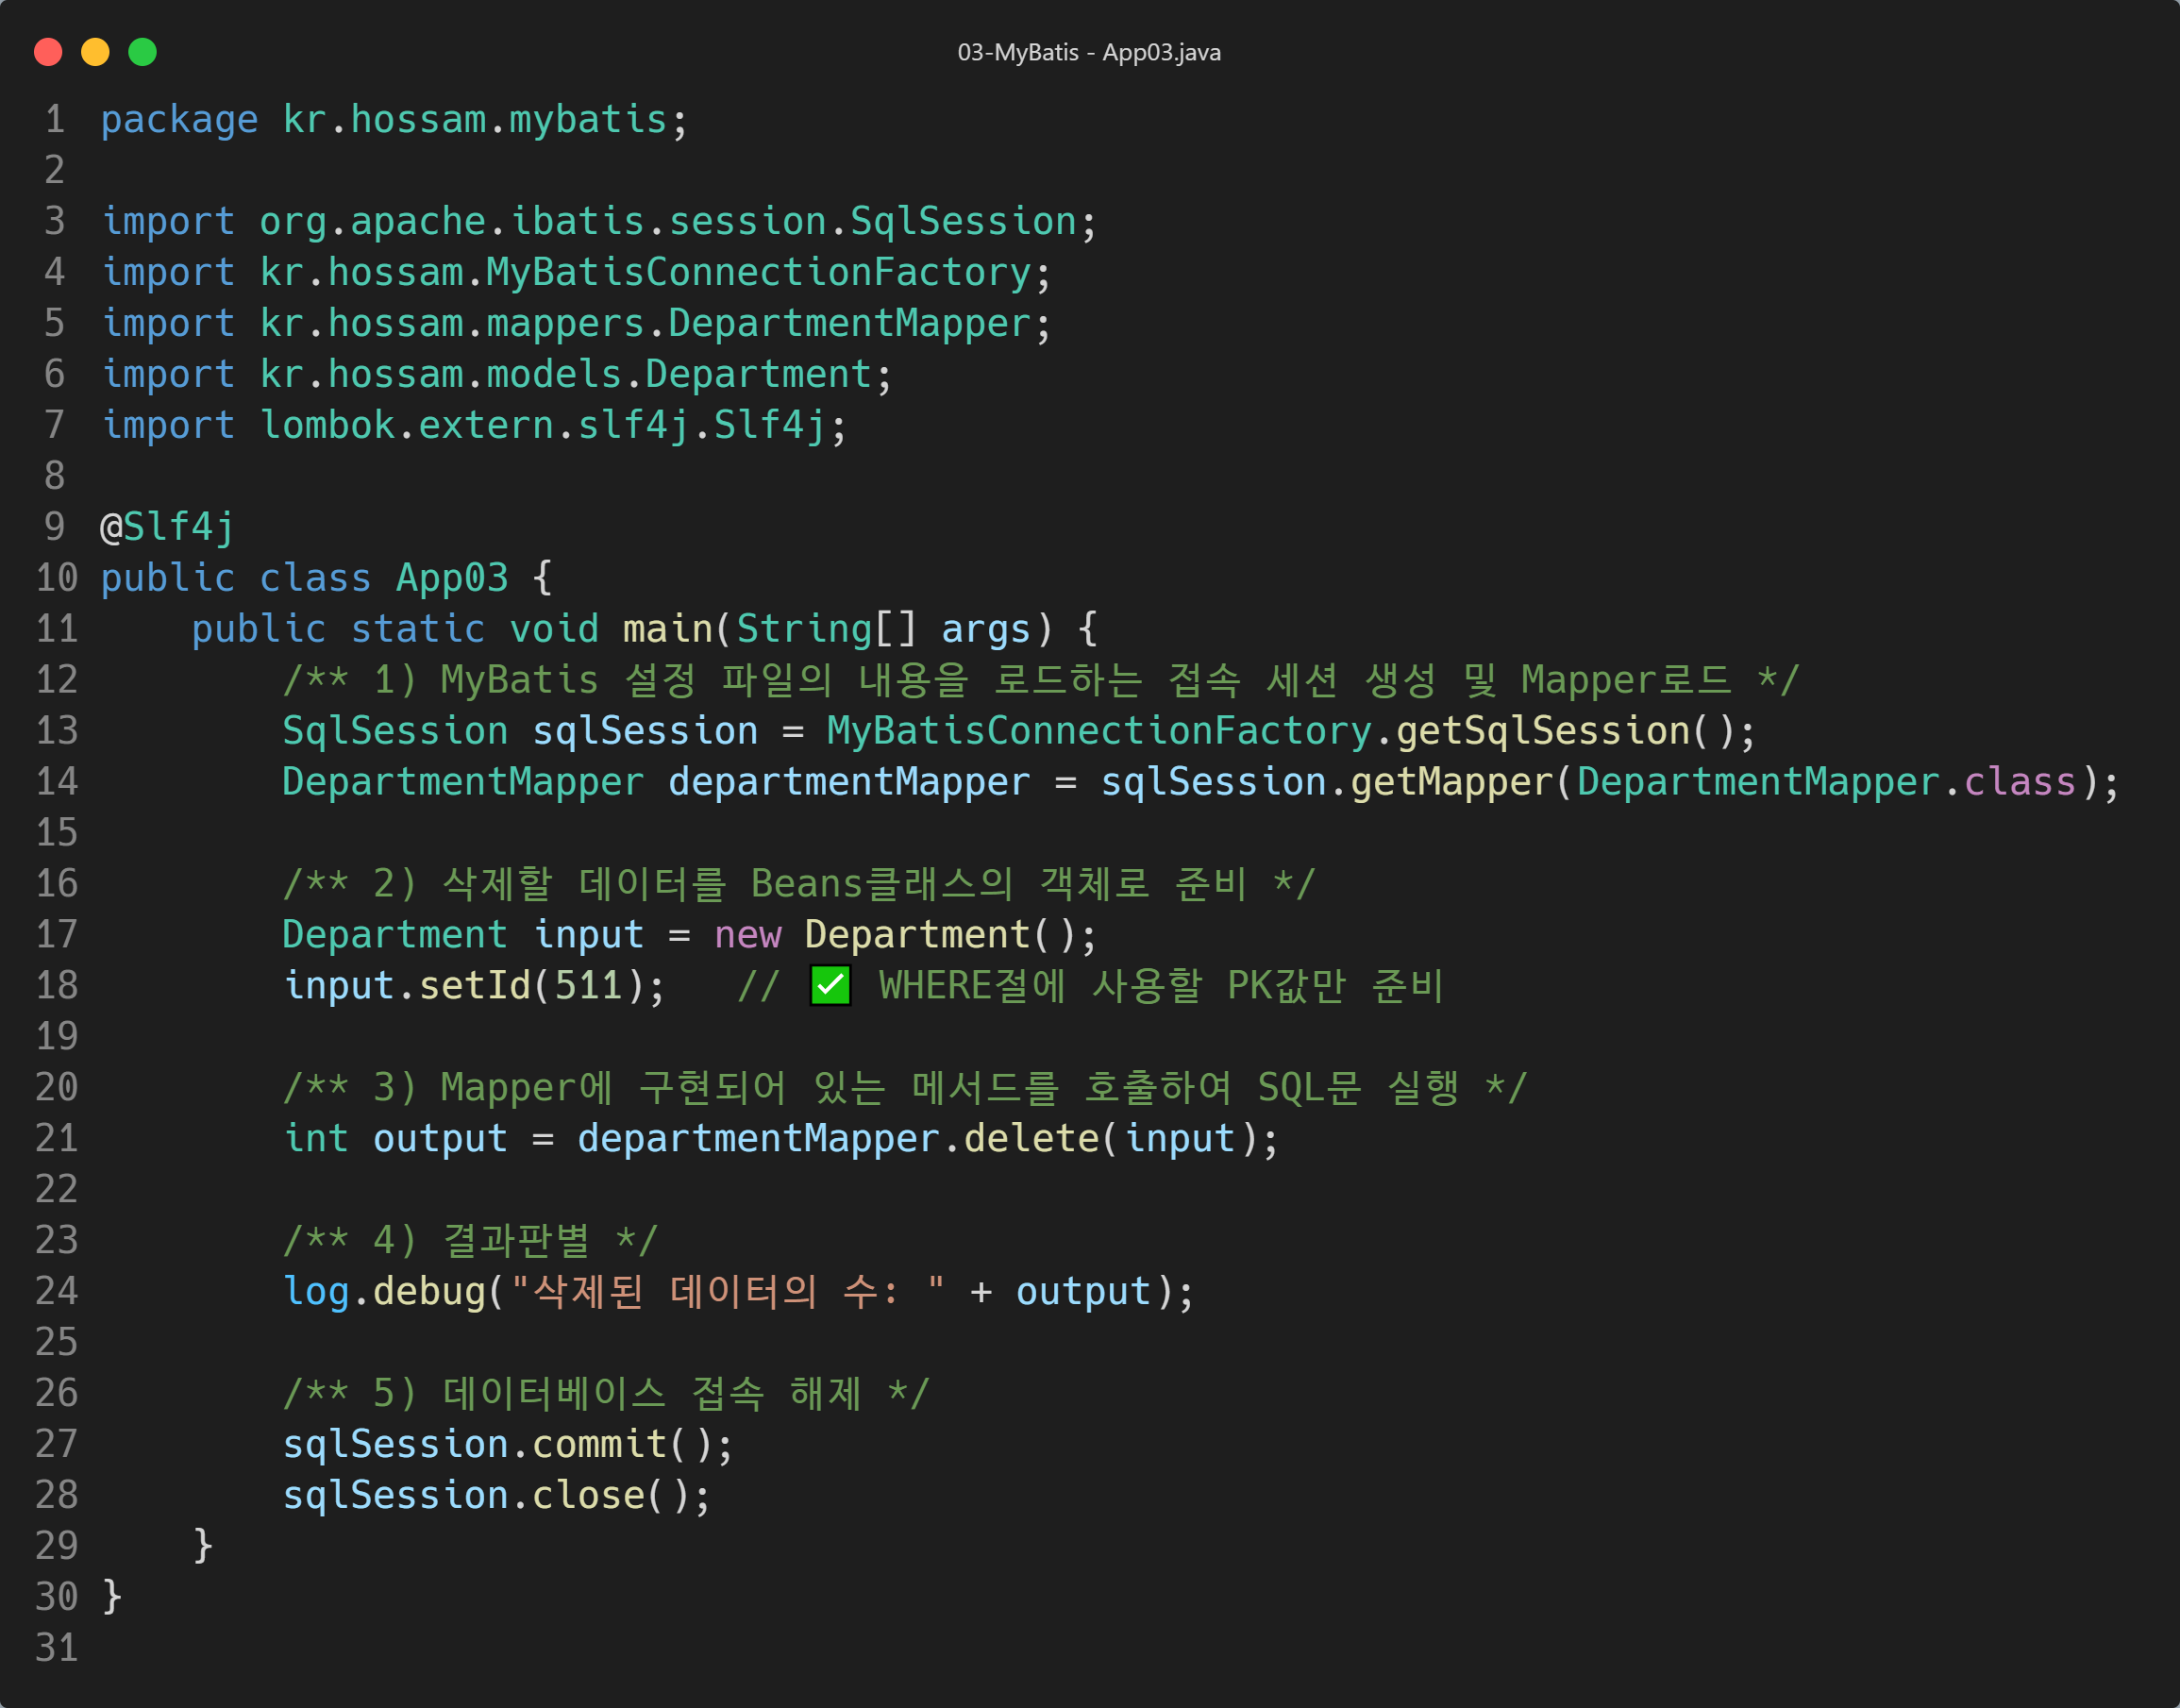 03-MyBatis - App03.java
1 package kr.hossam.mybatis;
2
3 import org.apache.ibatis.session.SqlSession;
4 import kr.hossam.MyBatisConnectionFactory;
5 import kr.hossam.mappers.DepartmentMapper;
6 import kr.hossam.models.Department;
7 import lombok.extern.slf4j.Slf4j;
8
9 @Slf4j
10 public class App03 {
11     public static void main(String[] args) {
12         /** 1) MyBatis 설정 파일의 내용을 로드하는 접속 세션 생성 및 Mapper로드 */
13         SqlSession sqlSession = MyBatisConnectionFactory.getSqlSession();
14         DepartmentMapper departmentMapper = sqlSession.getMapper(DepartmentMapper.class);
15
16         /** 2) 삭제할 데이터를 Beans클래스의 객체로 준비 */
17         Department input = new Department();
18         input.setId(511);   // ✅ WHERE절에 사용할 PK값만 준비
19
20         /** 3) Mapper에 구현되어 있는 메서드를 호출하여 SQL문 실행 */
21         int output = departmentMapper.delete(input);
22
23         /** 4) 결과판별 */
24         log.debug("삭제된 데이터의 수: " + output);
25
26         /** 5) 데이터베이스 접속 해제 */
27         sqlSession.commit();
28         sqlSession.close();
29     }
30 }
31